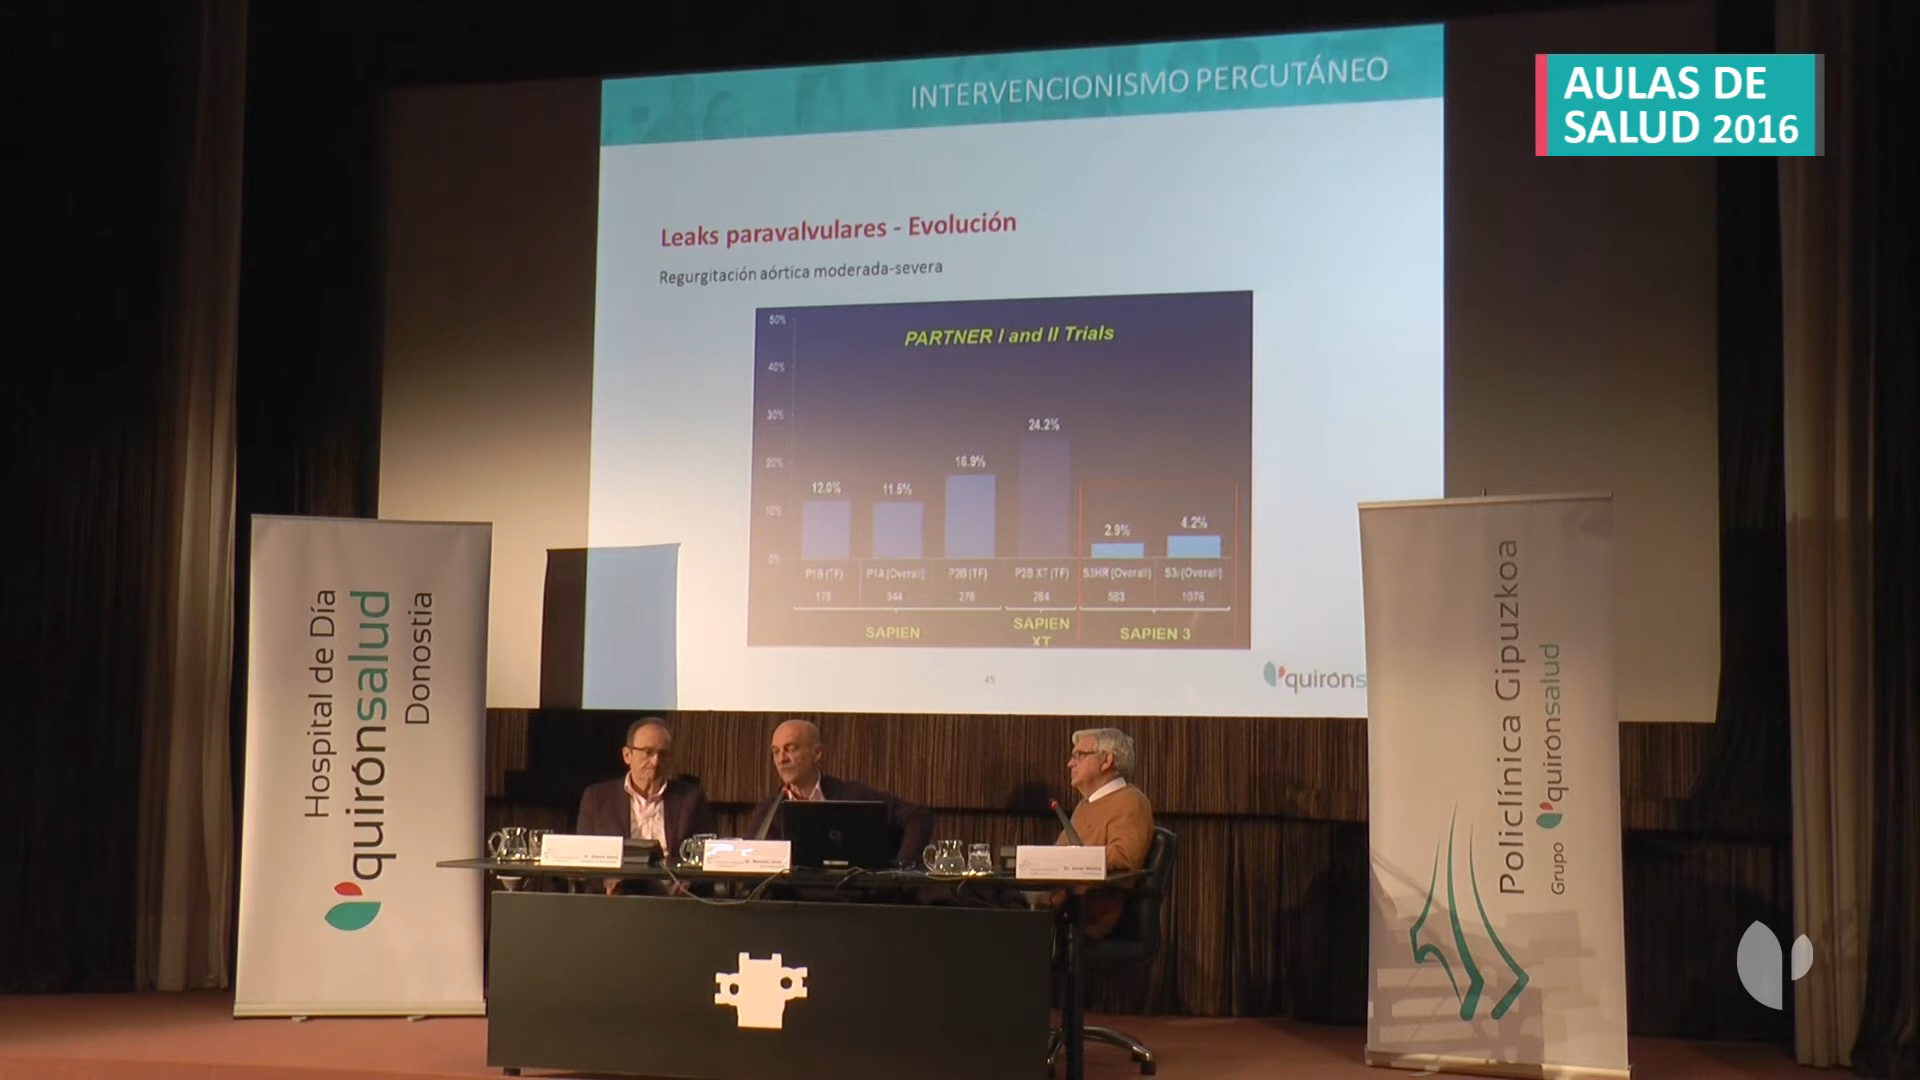 AULAS DE
SALUD 2016
INTERVENCIONISMO PERCUTÁNEO
Leaks paravalvulares - Evolución
Regurgitación aórtica moderada-severa
PARTNER I and II Trials
50%
40%
30%
20%
10%
0%
12.0%
11.5%
16.9%
24.2%
2.9%
4.2%
P1B (TF)
P1A (Overall)
P2B (TF)
P2B XT (TF)
S3HR (Overall)
S3i (Overall)
344
276
284
583
SAPIEN
SAPIEN
XT
SAPIEN 3
45
quiróns
Hospital de Día
quirónsalud
Donostia
Policlínica Gipuzkoa
Grupo quirónsalud